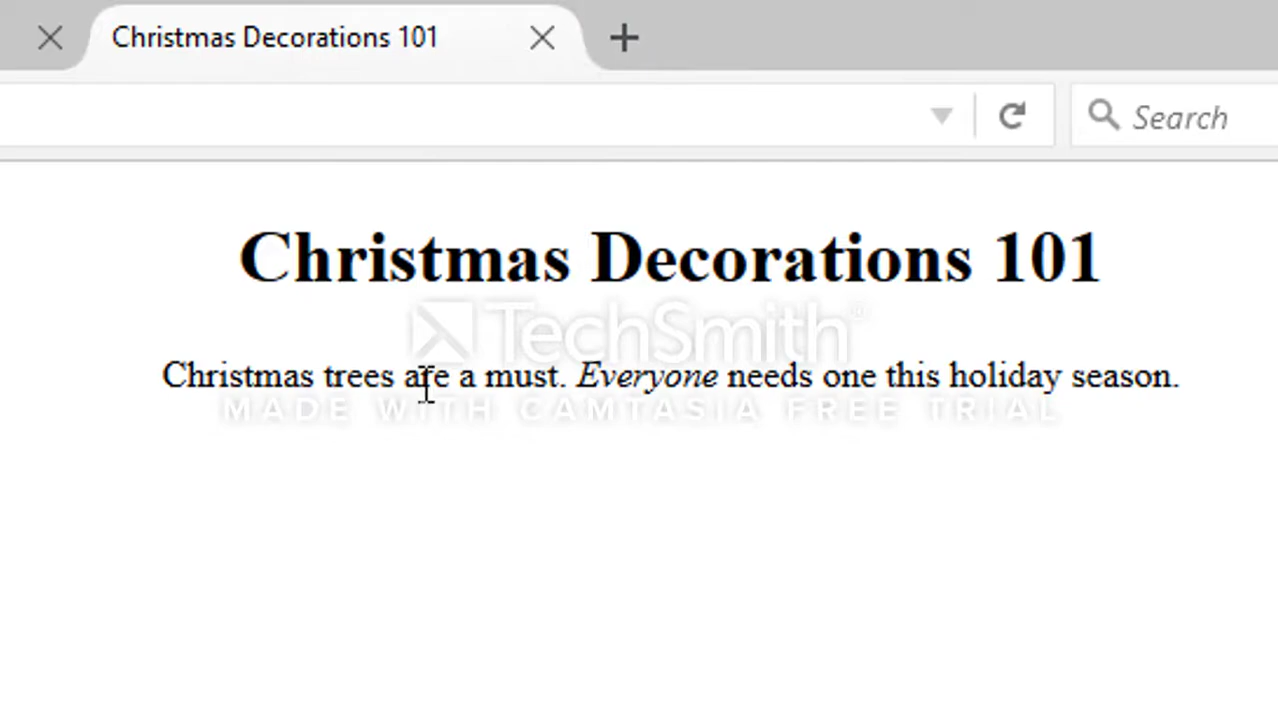 Christmas Decorations 101
Search
Christmas Decorations 101
TechSmith
Christmas trees are a must. Everyone needs one this holiday season.
MADE WITH CAMTASIA FREE TRIAL